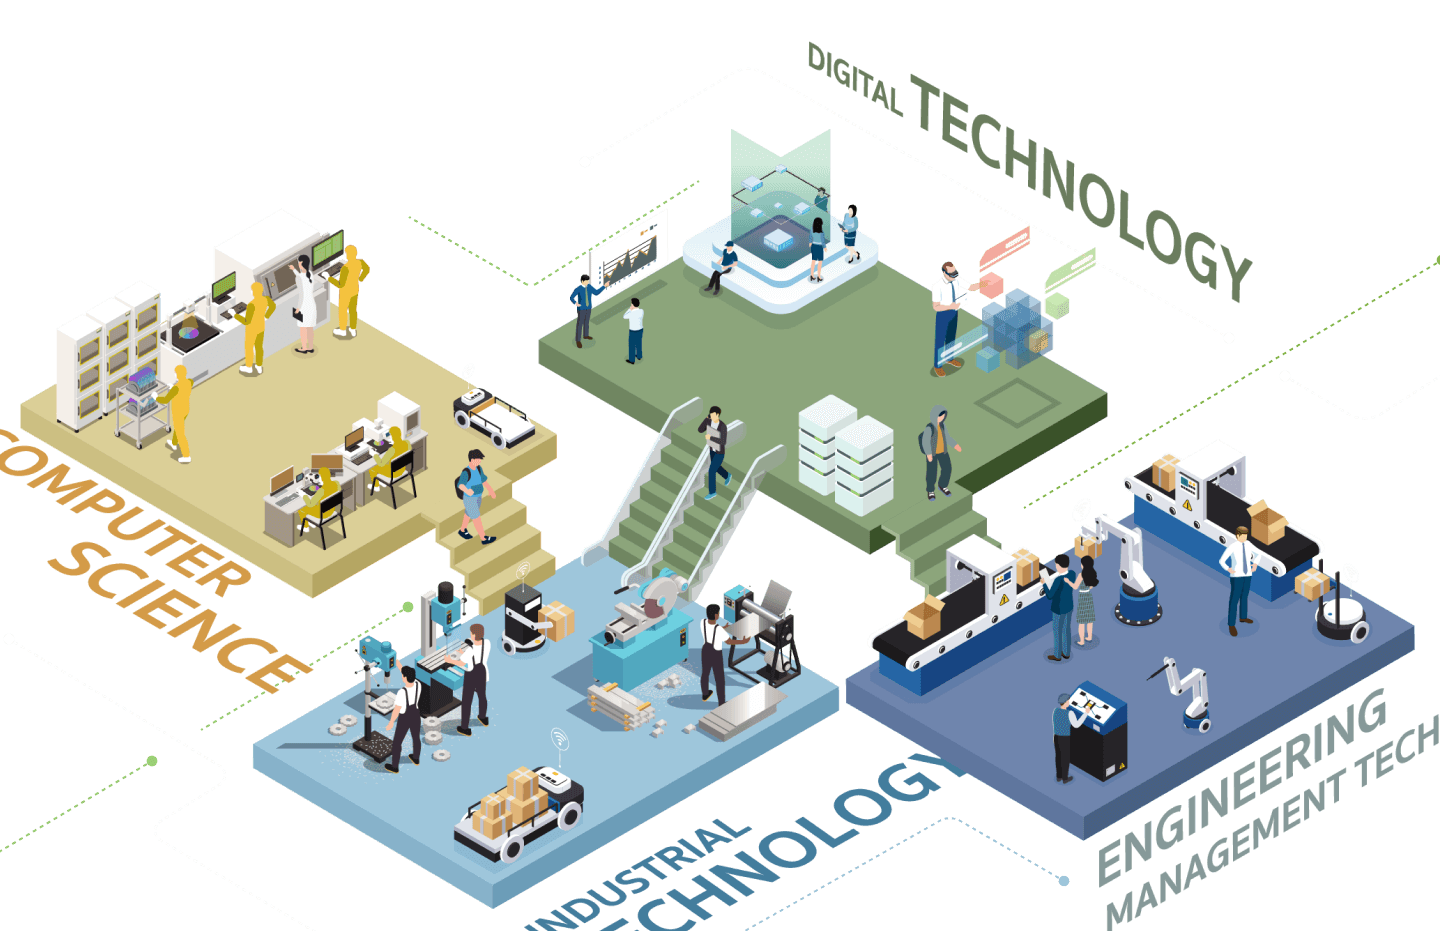 DIGITAL TECHNOLOGY
COMPUTER
SCIENCE
INDUSTRIAL
TECHNOLOGY
ENGINEERING
MANAGEMENT TECH